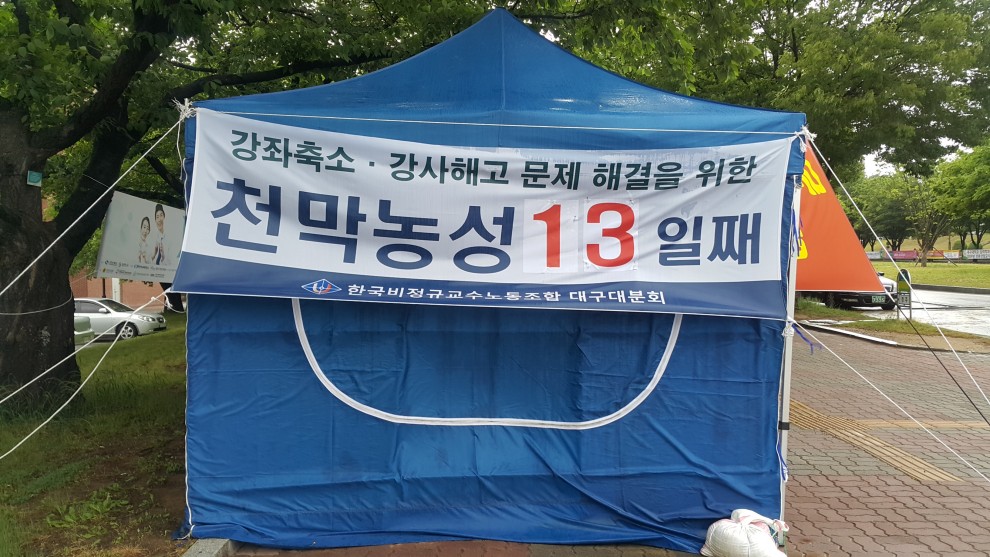 강좌축소 · 강사해고 문제 해결을 위한
천막농성 13 일째
한국비정규교수노동조합 대구대분회